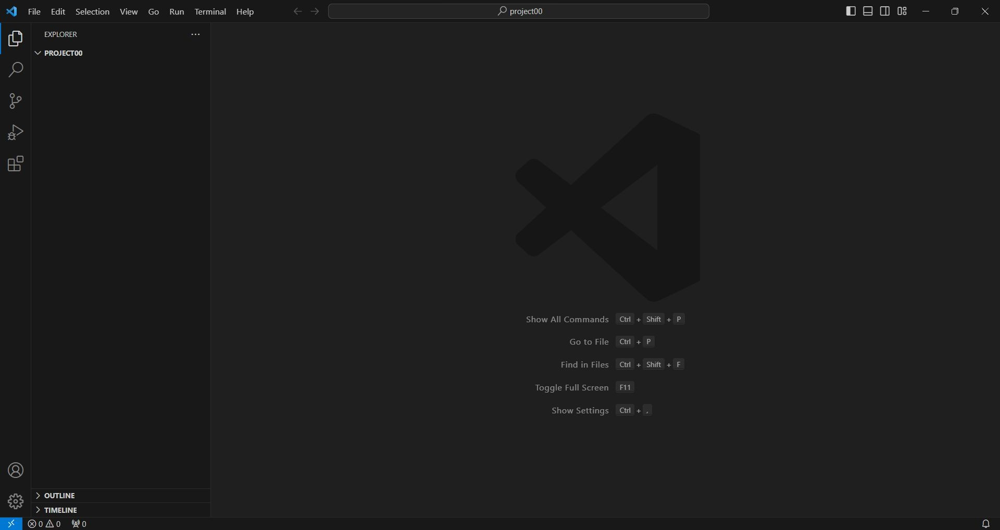 File Edit Selection View Go Run Terminal Help project00
EXPLORER
PROJECT00
Show All Commands Ctrl + Shift + P
Go to File Ctrl + P
Find in Files Ctrl + Shift + F
Toggle Full Screen F11
Show Settings Ctrl + ,
OUTLINE
TIMELINE
0 0 0